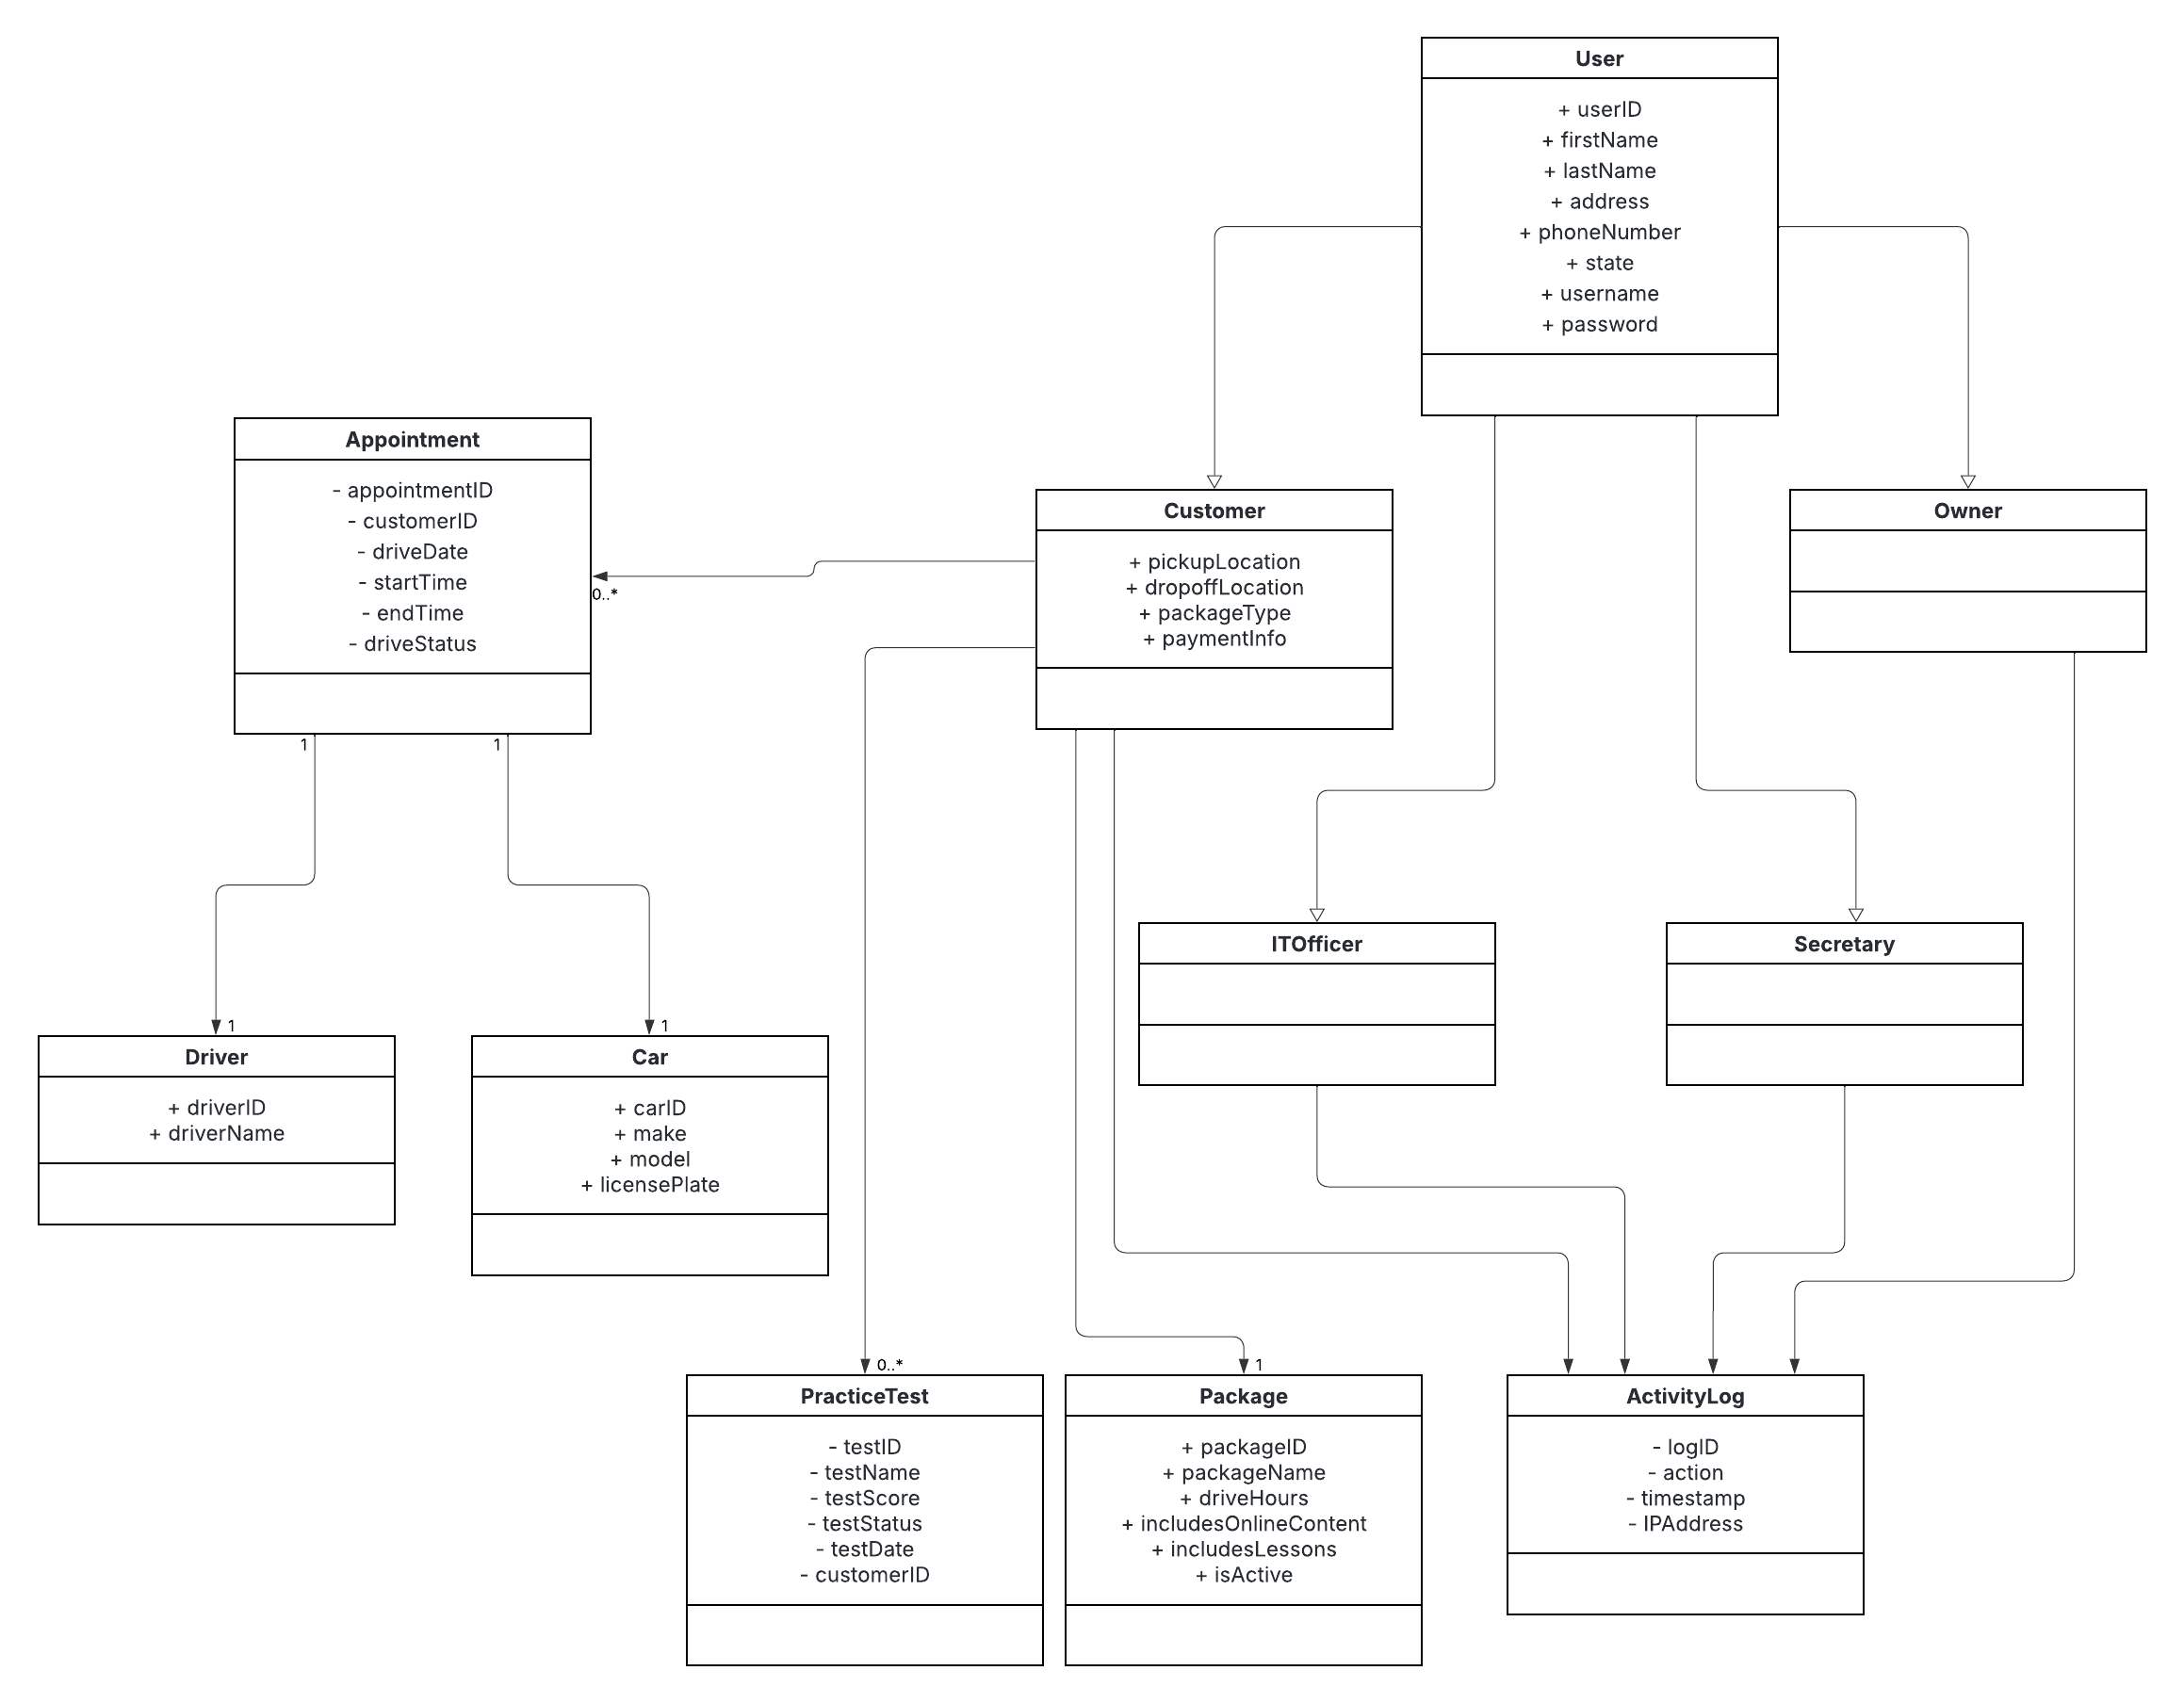 User
+ userID
+ firstName
+ lastName
+ address
+ phoneNumber
+ state
+ username
+ password
Appointment
- appointmentID
- customerID
- driveDate
- startTime
- endTime
- driveStatus
0..*
1
1
Customer
+ pickupLocation
+ dropoffLocation
+ packageType
+ paymentInfo
Owner
ITOfficer
Secretary
1
Driver
+ driverID
+ driverName
1
Car
+ carID
+ make
+ model
+ licensePlate
0..*
PracticeTest
- testID
- testName
- testScore
- testStatus
- testDate
- customerID
1
Package
+ packageID
+ packageName
+ driveHours
+ includesOnlineContent
+ includesLessons
+ isActive
ActivityLog
- logID
- action
- timestamp
- IPAddress